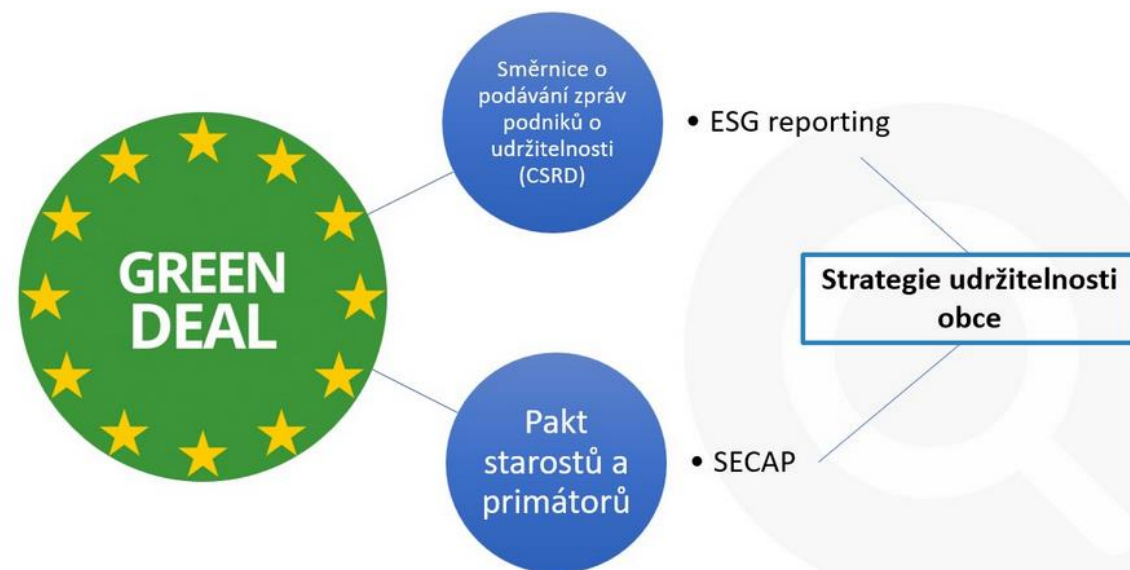 GREEN
DEAL
Směrnice o
podávání zpráv
podniků o
udržitelnosti
(CSRD)
• ESG reporting
Pakt
starostů a
primátorů
• SECAP
Strategie udržitelnosti
obce